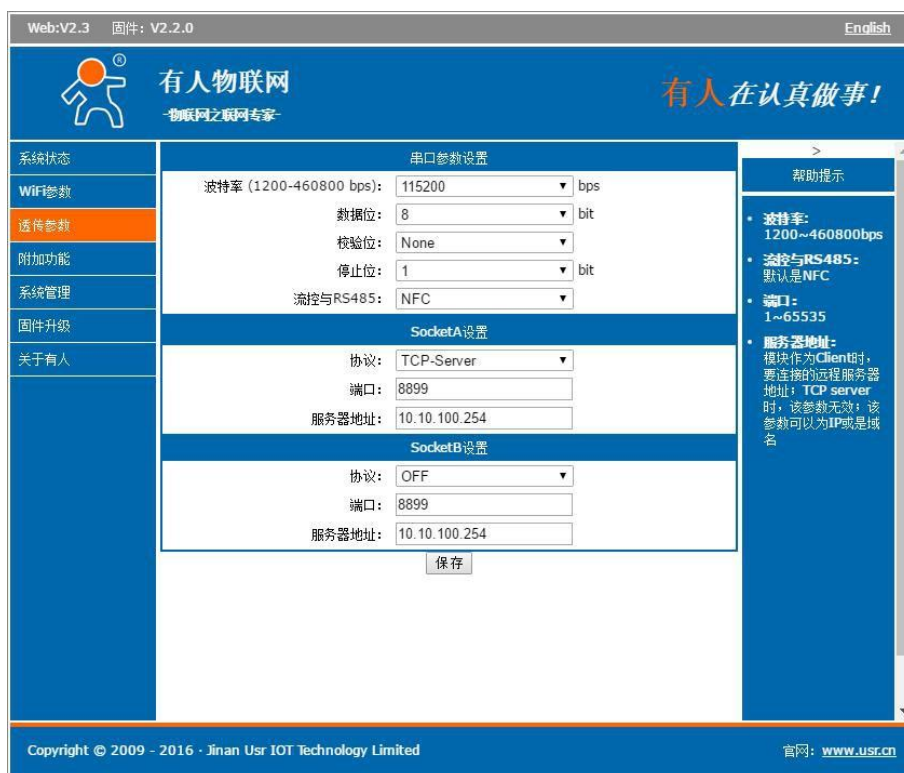 Web:V2.3 固件：V2.2.0 English
®
有人物联网
-物联网之联网专家-
有人在认真做事!
系统状态
WiFi参数
透传参数
附加功能
系统管理
固件升级
关于有人
串口参数设置
波特率 (1200-460800 bps): 115200 bps
数据位: 8 bit
校验位: None
停止位: 1 bit
流控与RS485: NFC
SocketA设置
协议: TCP-Server
端口: 8899
服务器地址: 10.10.100.254
SocketB设置
协议: OFF
端口: 8899
服务器地址: 10.10.100.254
保存
>
帮助提示
• 波特率:
1200~460800bps
• 流控与RS485:
默认是NFC
• 端口:
1~65535
• 服务器地址:
模块作为Client时，
要连接的远程服务器
地址；TCP server
时，该参数无效；该
参数可以为IP或是域
名
Copyright © 2009 - 2016 · Jinan Usr IOT Technology Limited 官网：www.usr.cn